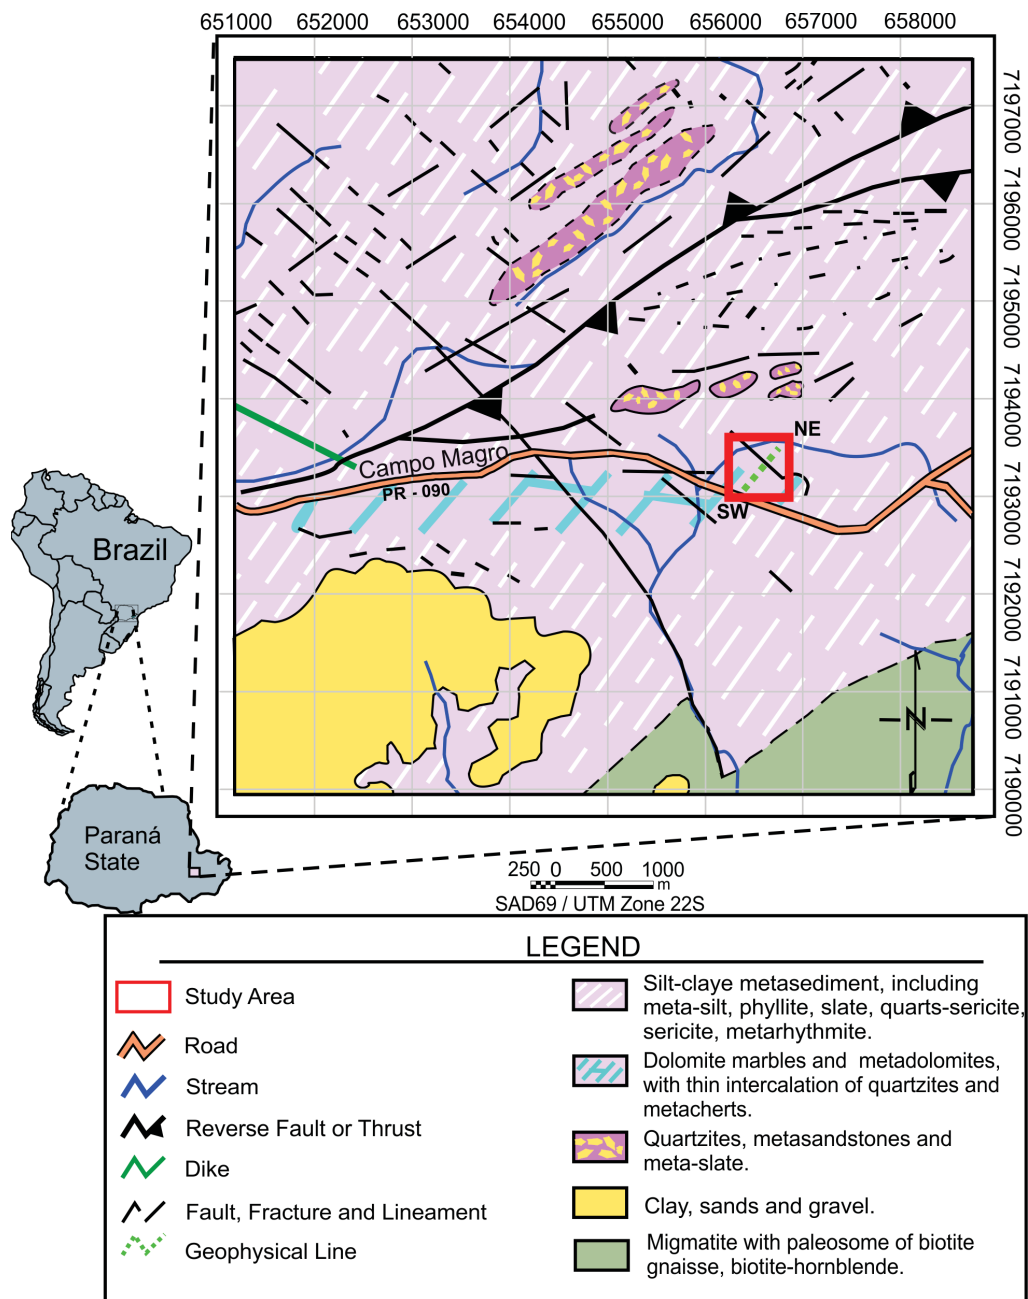 651000 652000 653000 654000 655000 656000 657000 658000
7197000
7196000
7195000
7194000
7193000
7192000
7191000
7190000
NE
Campo Magro
PR - 090
SW
Brazil
N
Paraná
State
250 0 500 1000
m
SAD69 / UTM Zone 22S
LEGEND
Study Area
Road
Stream
Reverse Fault or Thrust
Dike
Fault, Fracture and Lineament
Geophysical Line
Silt-claye metasediment, including
meta-silt, phyllite, slate, quarts-sericite,
sericite, metarhythmite.
Dolomite marbles and metadolomites,
with thin intercalation of quartzites and
metacherts.
Quartzites, metasandstones and
meta-slate.
Clay, sands and gravel.
Migmatite with paleosome of biotite
gnaisse, biotite-hornblende.